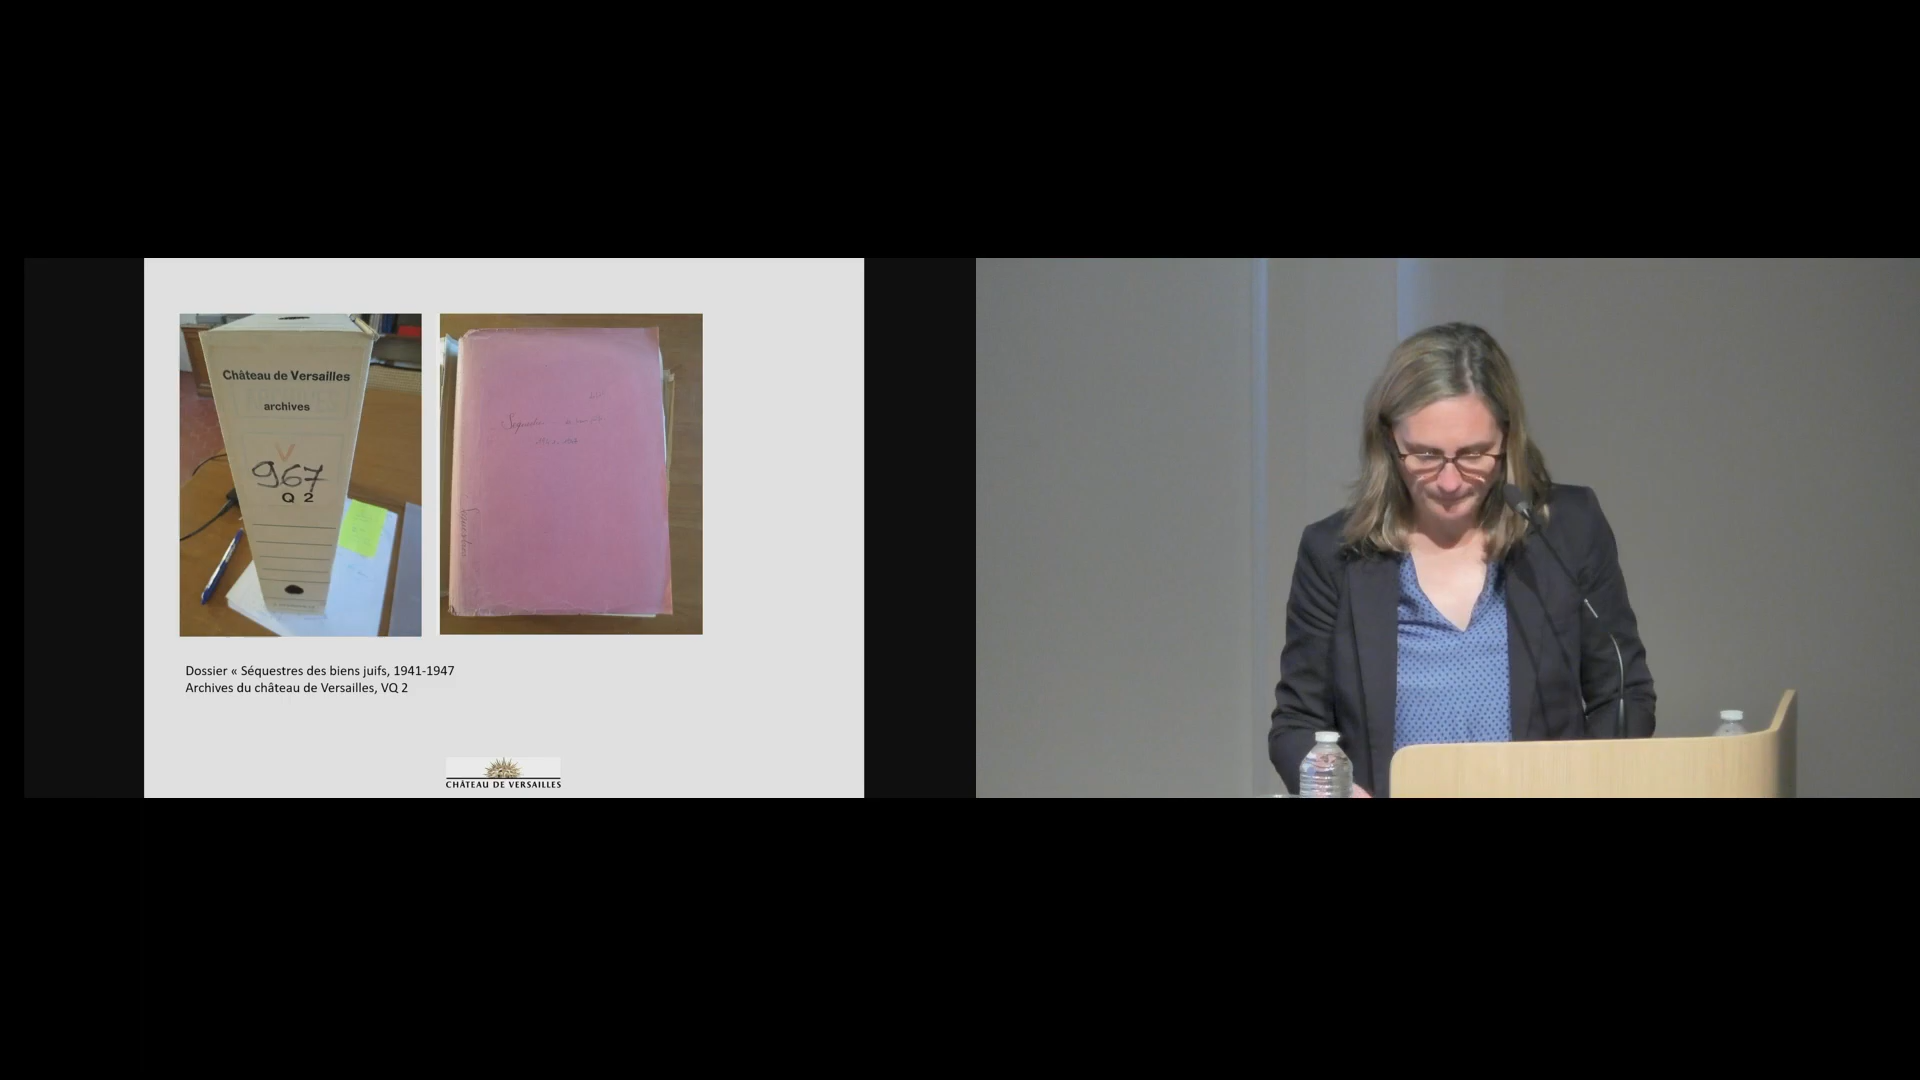 Château de Versailles
archives
V
967
Q 2
Dossier « Séquestres des biens juifs, 1941-1947
Archives du château de Versailles, VQ 2
CHÂTEAU DE VERSAILLES